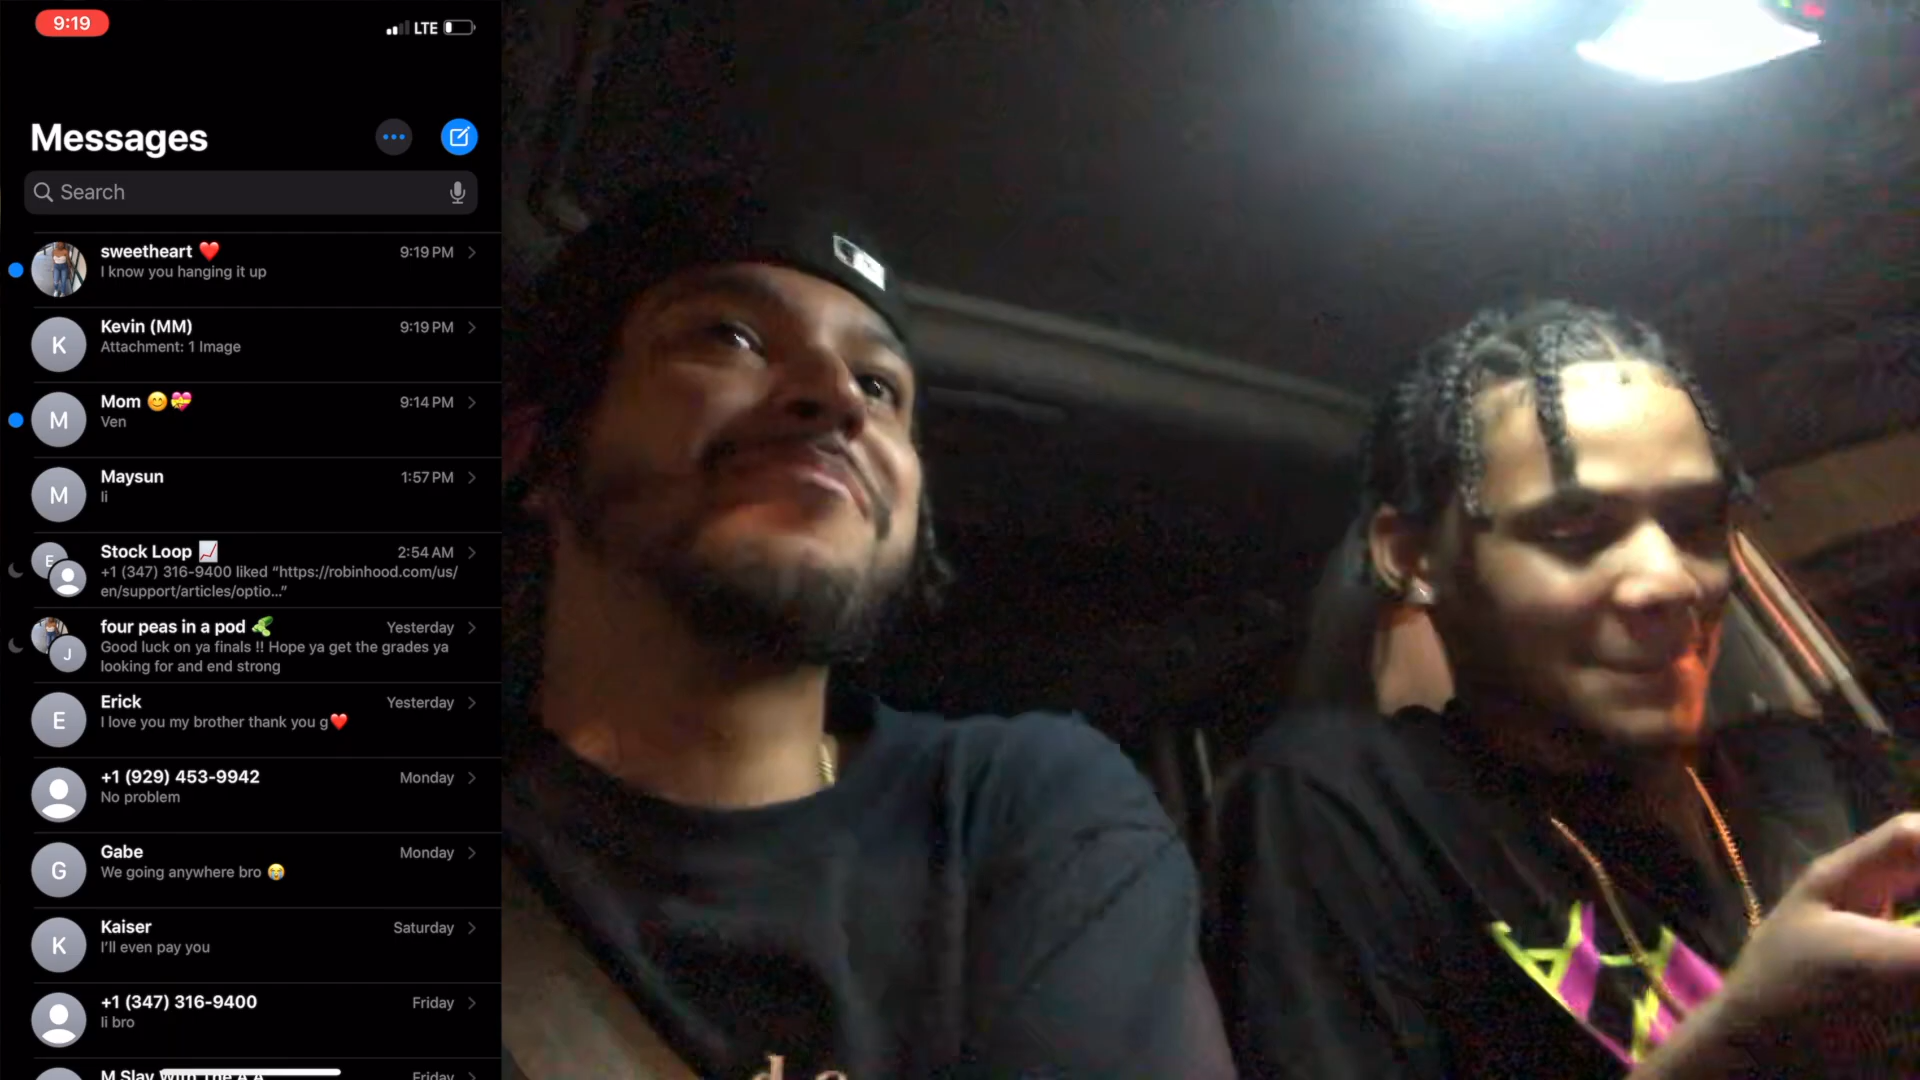 9:19
LTE
Messages
Search
sweetheart ❤️
9:19 PM
I know you hanging it up
K
Kevin (MM)
9:19 PM
Attachment: 1 Image
M
Mom 😊💝
9:14 PM
Ven
M
Maysun
1:57 PM
li
E
Stock Loop 📈
2:54 AM
+1 (347) 316-9400 liked “https://robinhood.com/us/
en/support/articles/optio...”
J
four peas in a pod 🫛
Yesterday
Good luck on ya finals !! Hope ya get the grades ya
looking for and end strong
E
Erick
Yesterday
I love you my brother thank you g❤️
+1 (929) 453-9942
Monday
No problem
G
Gabe
Monday
We going anywhere bro 😭
K
Kaiser
Saturday
I’ll even pay you
+1 (347) 316-9400
Friday
li bro
M Slay With The A.A
Friday